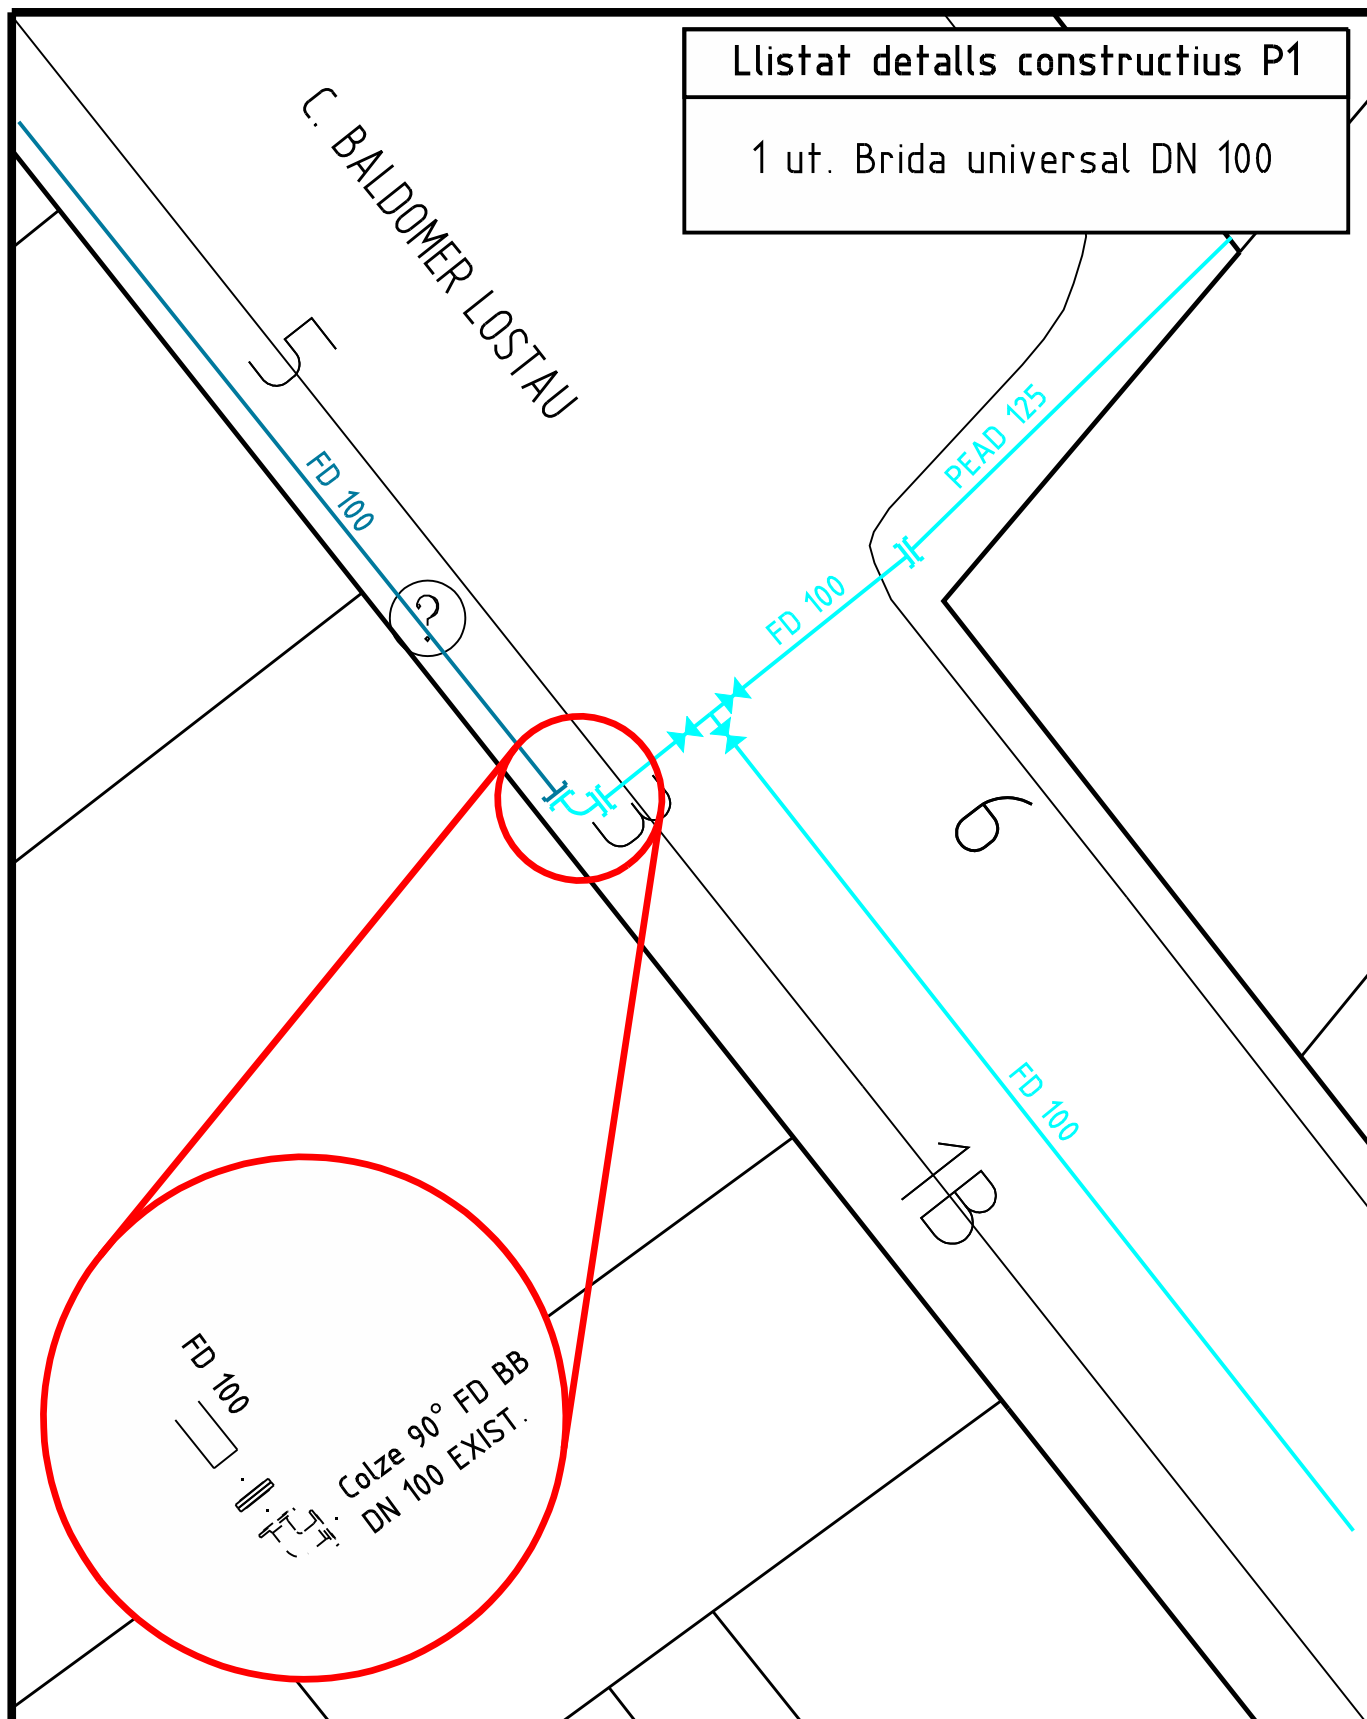 Llistat detalls constructius P1
1 ut. Brida universal DN 100
C. BALDOMER LOSTAU
5
FD 100
?
PEAD 125
FD 100
3
9
FD 100
1B
FD 100
Colze 90° FD BB
DN 100 EXIST.